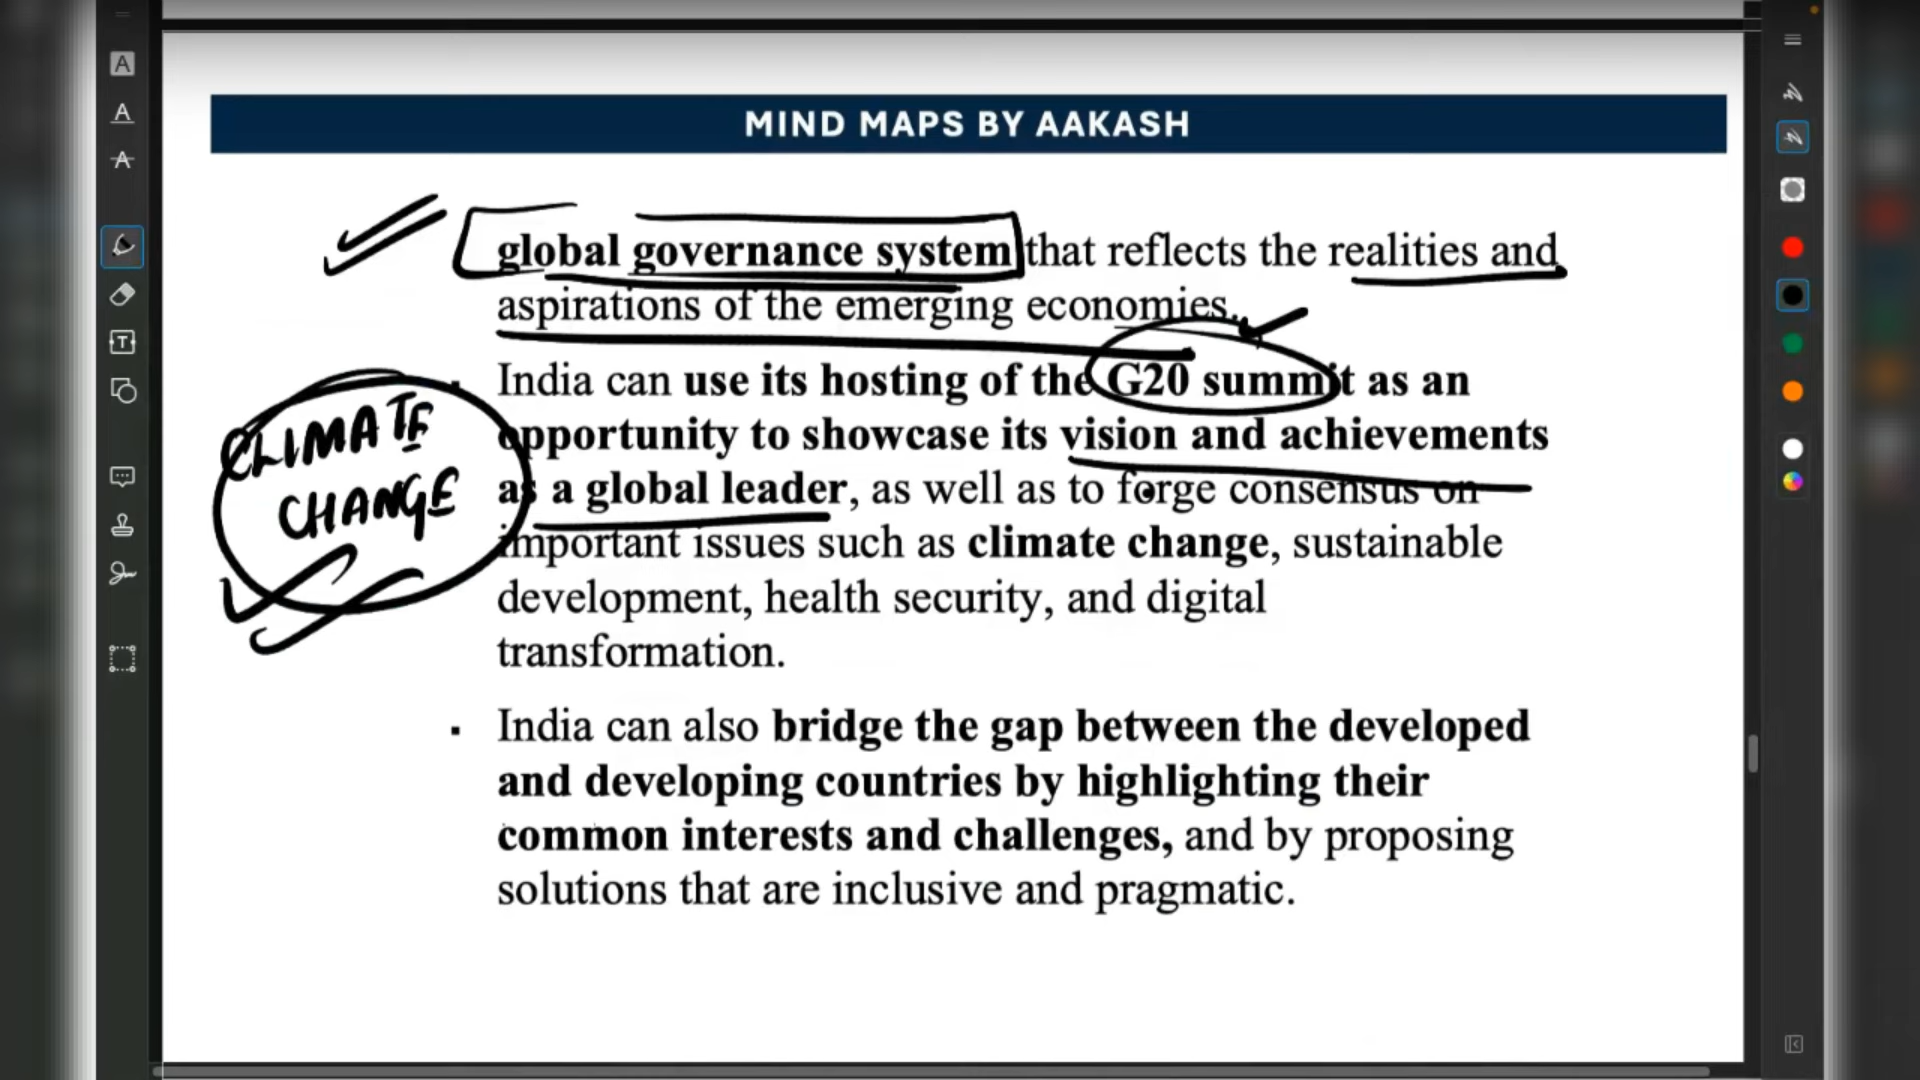 MIND MAPS BY AAKASH
global governance system that reflects the realities and
aspirations of the emerging economies.
India can use its hosting of the G20 summit as an
opportunity to showcase its vision and achievements
as a global leader, as well as to forge consensus on
important issues such as climate change, sustainable
development, health security, and digital
transformation.
CLIMATE
CHANGE
▪ India can also bridge the gap between the developed
and developing countries by highlighting their
common interests and challenges, and by proposing
solutions that are inclusive and pragmatic.